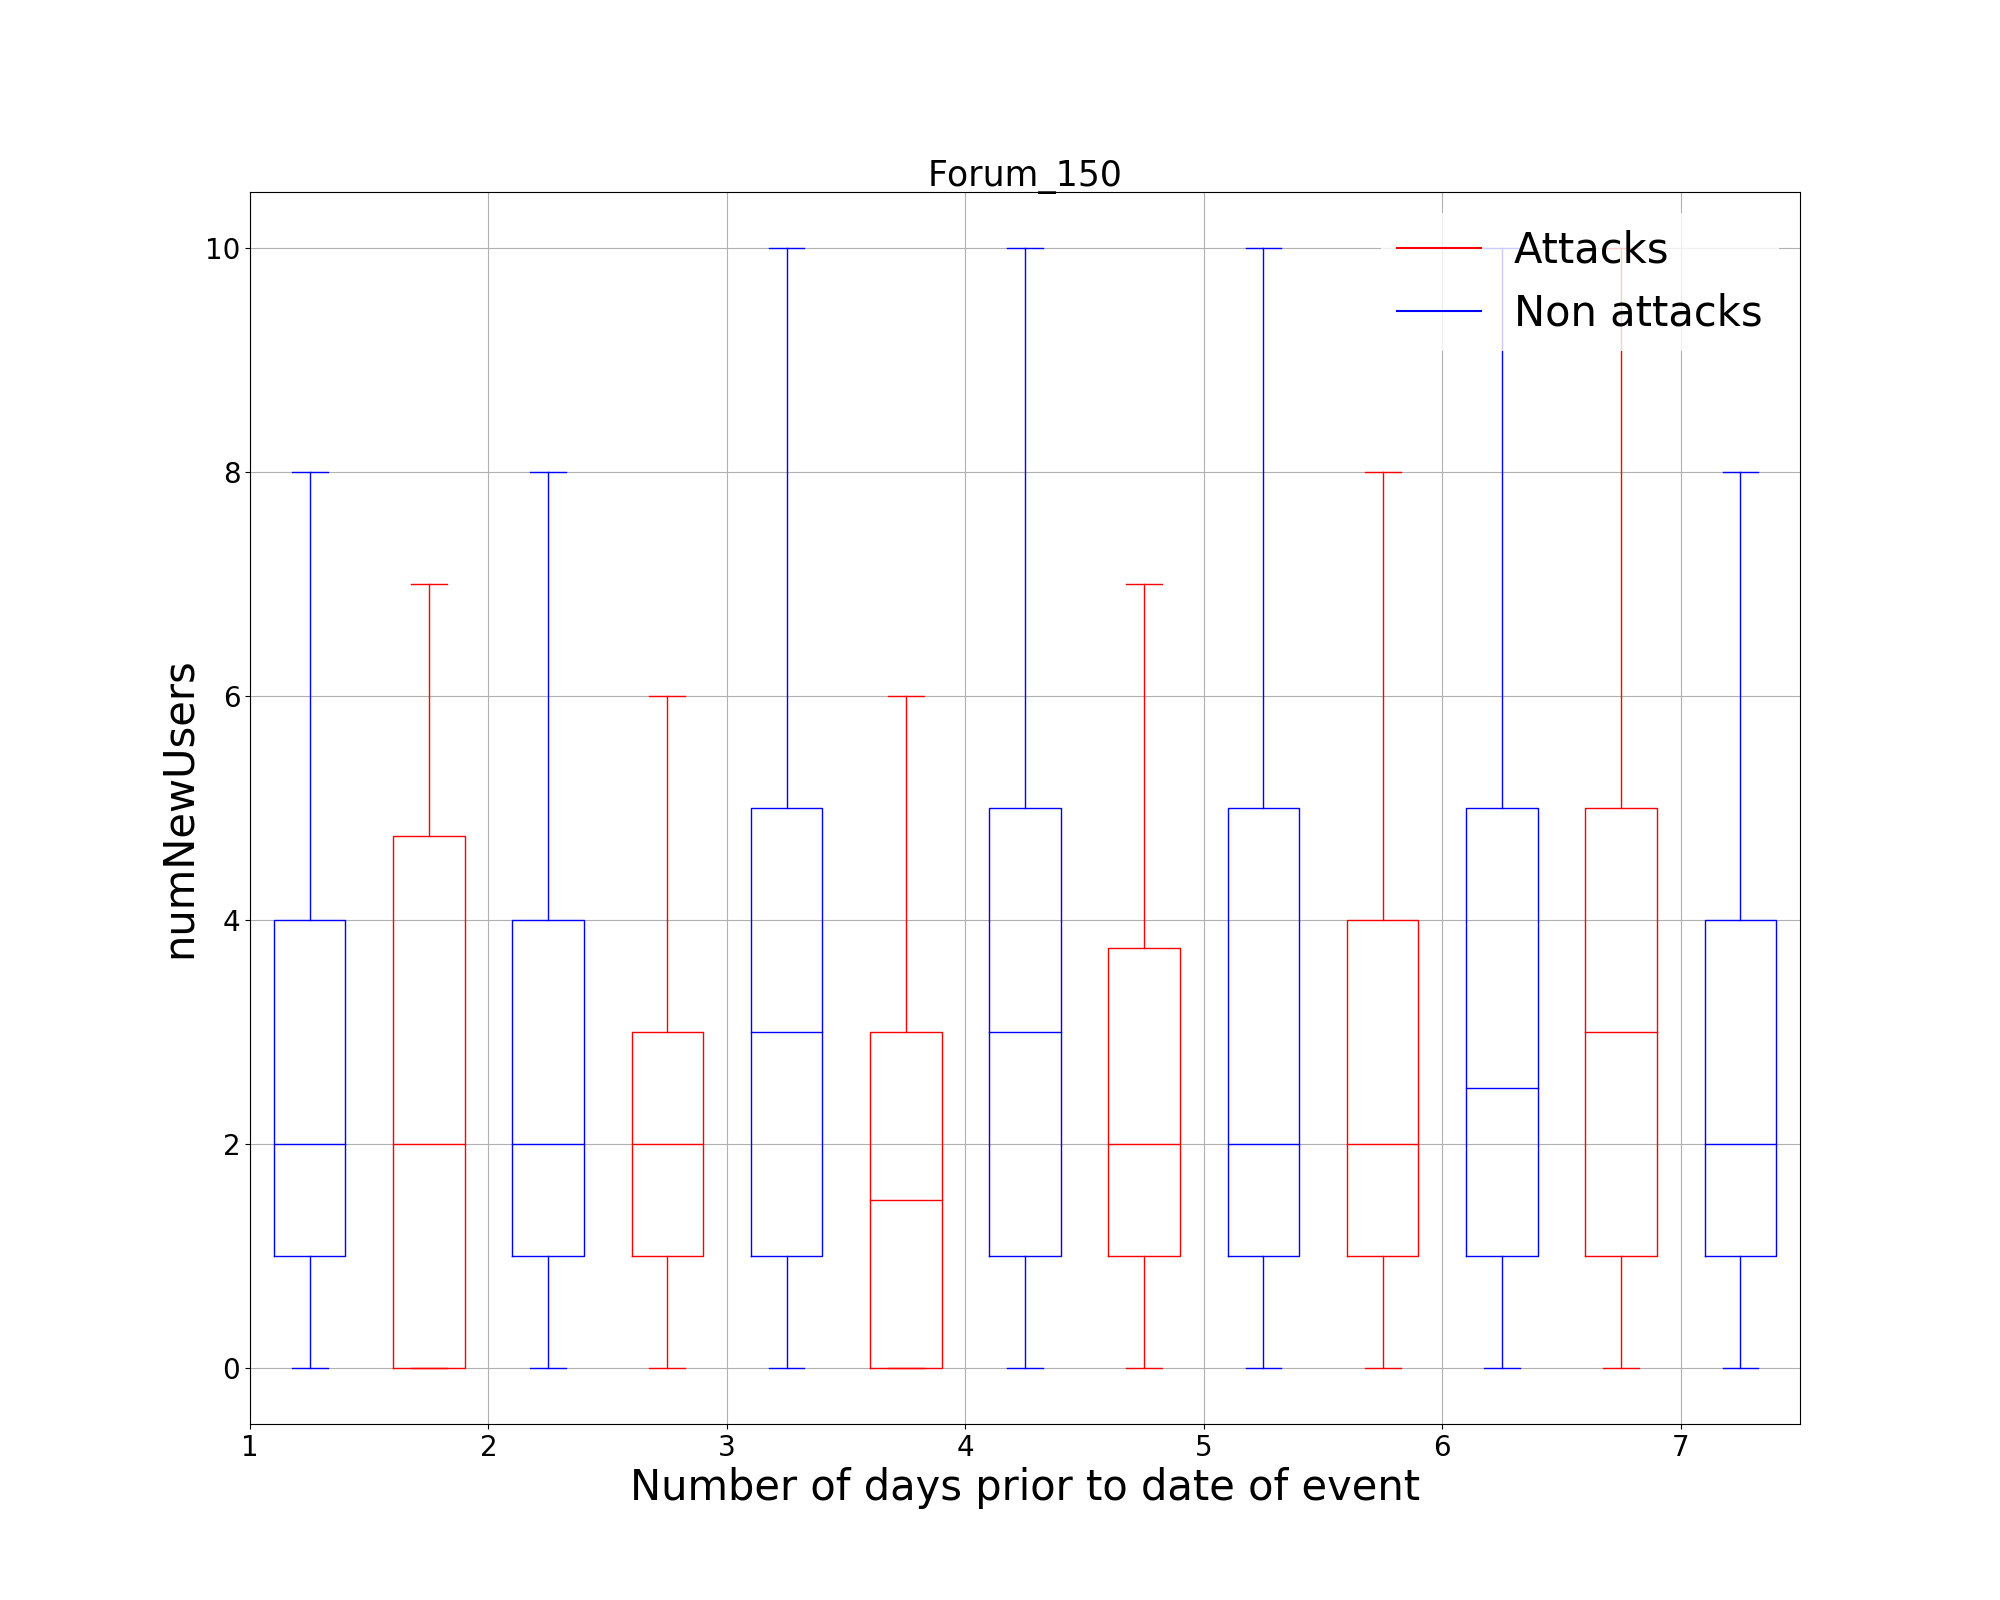 Forum_150
10
8
6
4
2
0
numNewUsers
Attacks
Non attacks
1 2 3 4 5 6 7
Number of days prior to date of event